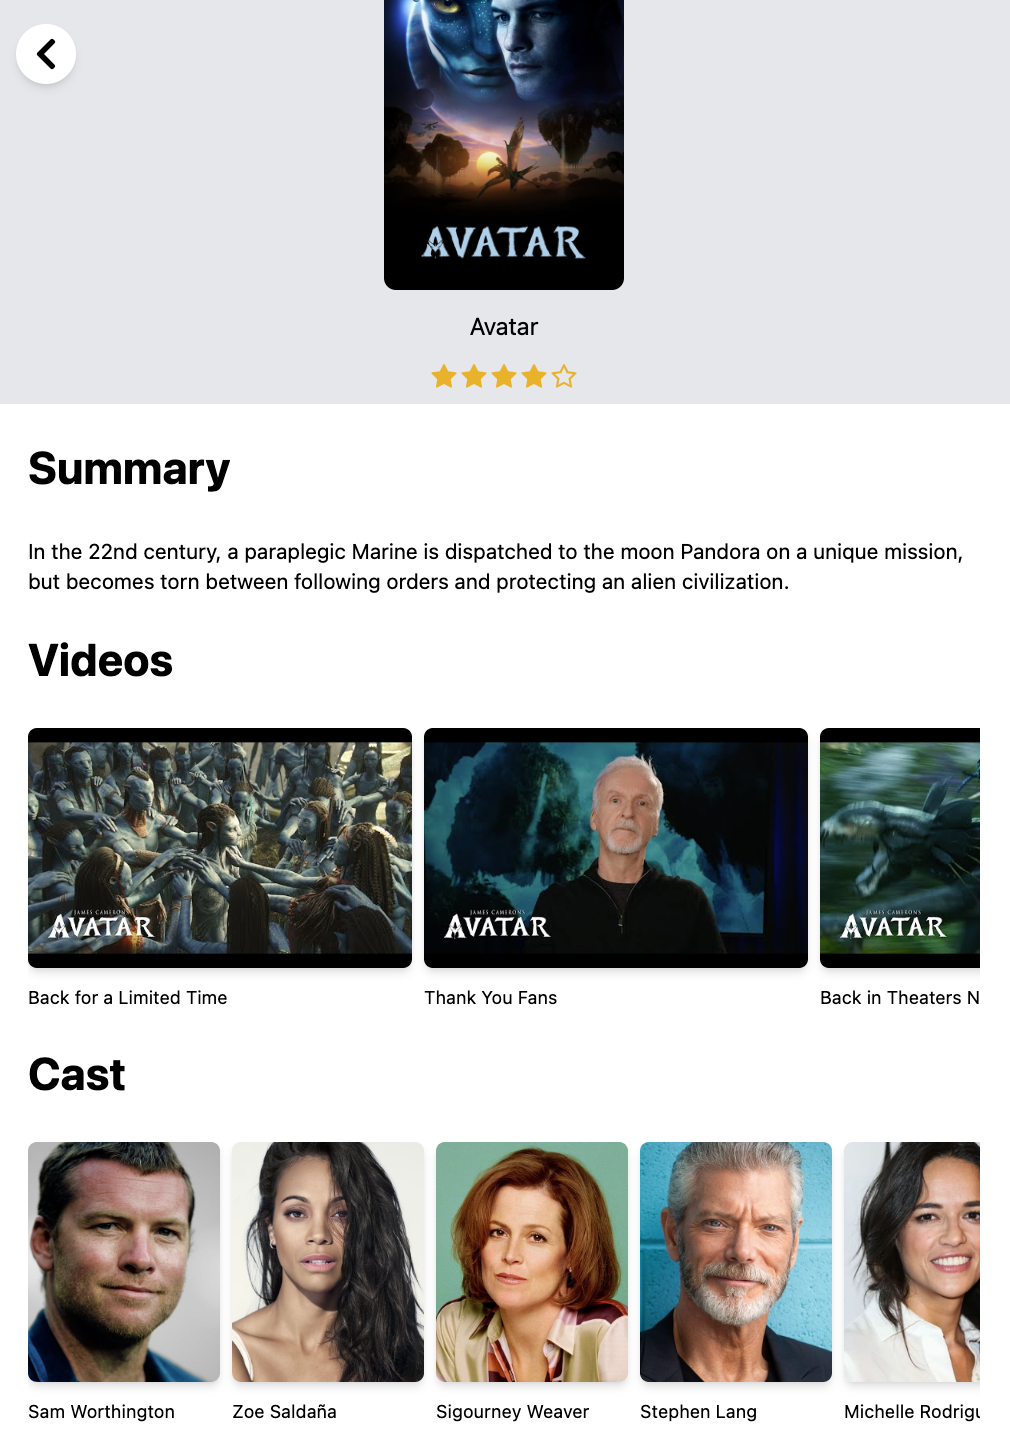 AVATAR
Avatar
Summary
In the 22nd century, a paraplegic Marine is dispatched to the moon Pandora on a unique mission,
but becomes torn between following orders and protecting an alien civilization.
Videos
JAMES CAMERON'S
AVATAR
JAMES CAMERON'S
AVATAR
JAMES CAMERON'S
AVATAR
Back for a Limited Time
Thank You Fans
Back in Theaters N
Cast
Sam Worthington
Zoe Saldaña
Sigourney Weaver
Stephen Lang
Michelle Rodrigu